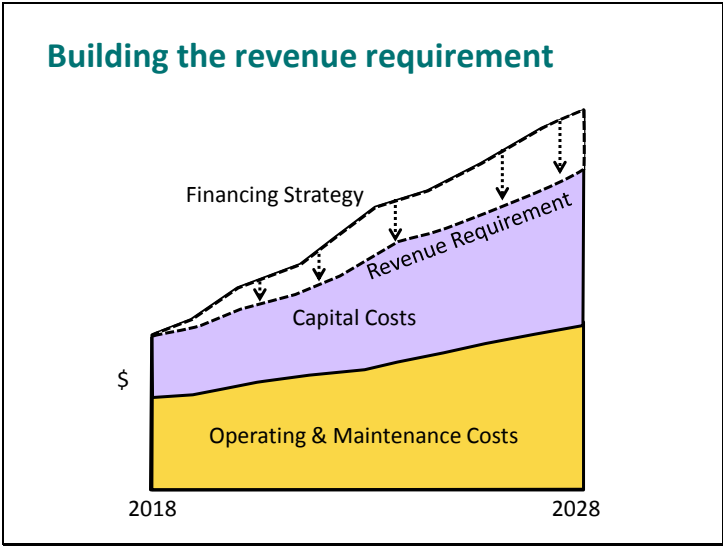 Building the revenue requirement
Financing Strategy
Revenue Requirement
Capital Costs
$
Operating & Maintenance Costs
2018
2028